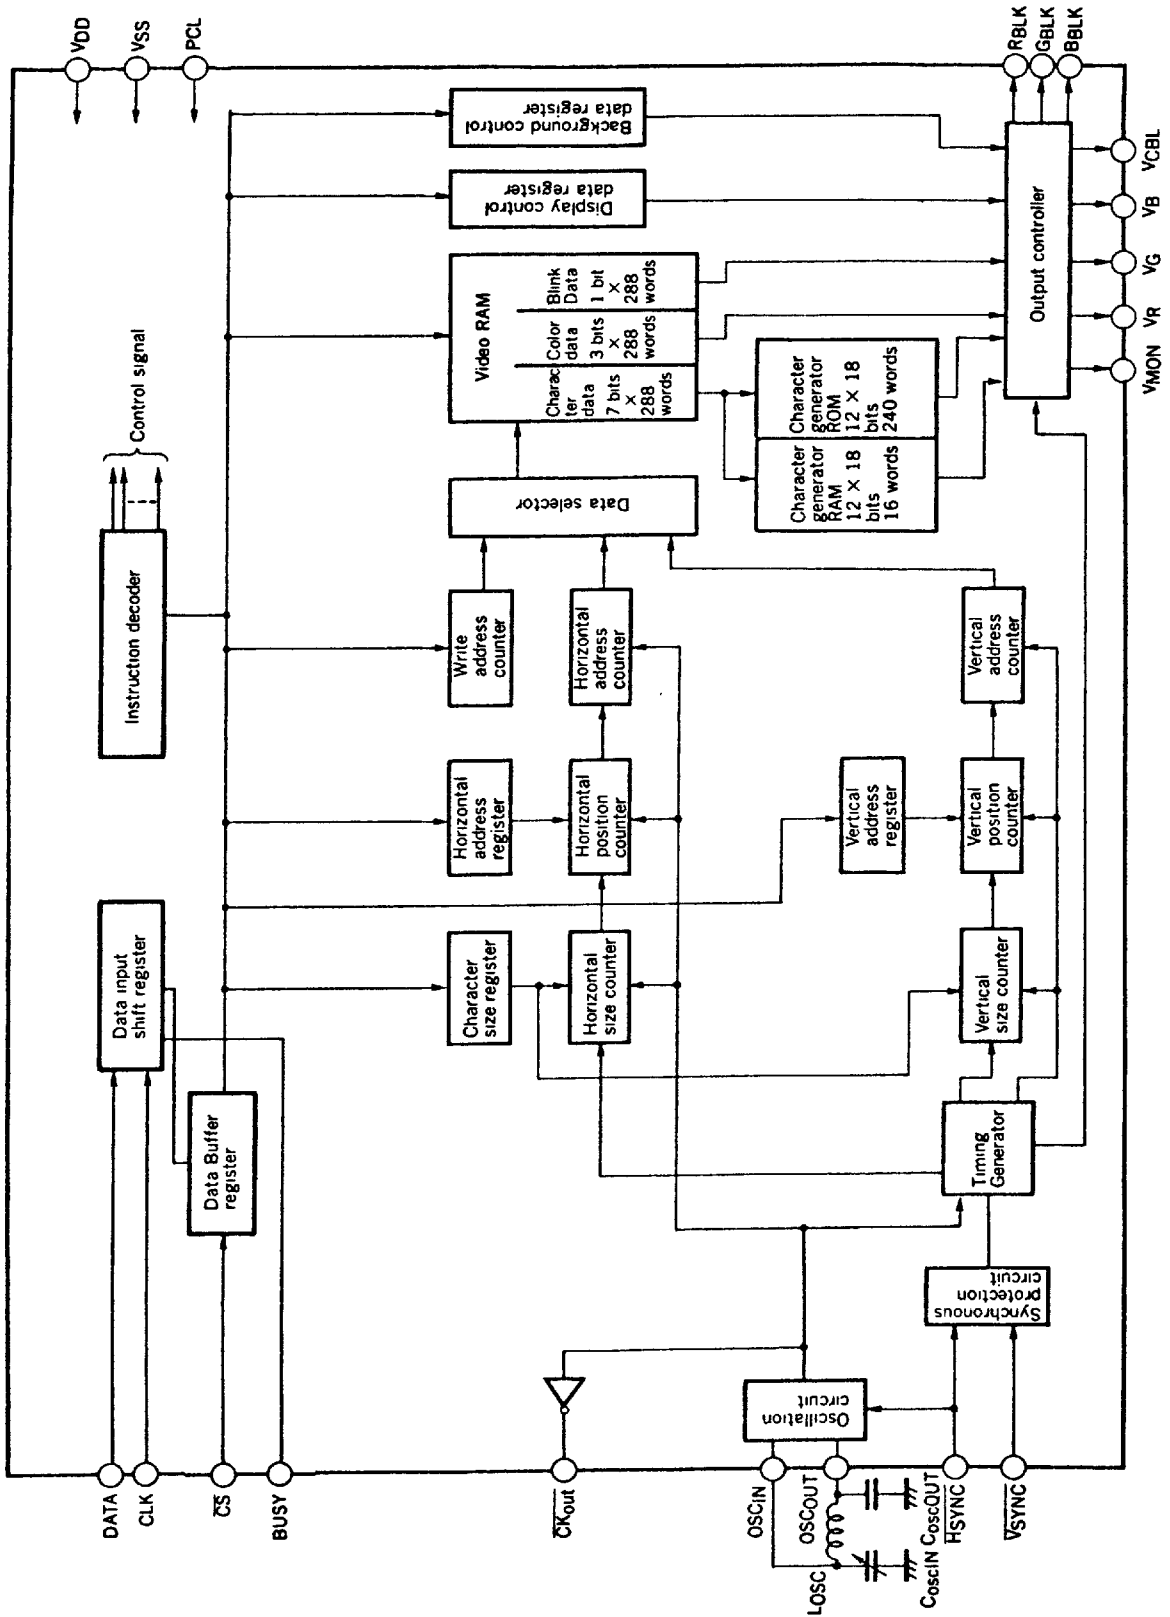 DATA
CLK
CS
BUSY
CKout
OSCIN
OSCOUT
LOSC
CoscIN
CoscOUT
HSYNC
VSYNC
Data input
shift register
Data Buffer
register
Instruction decoder
Control signal
VDD
VSS
PCL
Character
size register
Horizontal
address
register
Write
address
counter
Horizontal
size counter
Horizontal
position
counter
Horizontal
address
counter
Data selector
Video RAM
Charac
ter
data
7 bits
×
288
words
Color
data
3 bits
×
288
words
Blink
Data
1 bit
×
288
words
Display control
data register
Background control
data register
Character
generator
RAM
12 × 18
bits
16 words
Character
generator
ROM
12 × 18
bits
240 words
Oscillation
circuit
Synchronous
protection
circuit
Timing
Generator
Vertical
size counter
Vertical
address
register
Vertical
position
counter
Vertical
address
counter
Output controller
RBLK
GBLK
BBLK
VMON
VR
VG
VB
VCBL